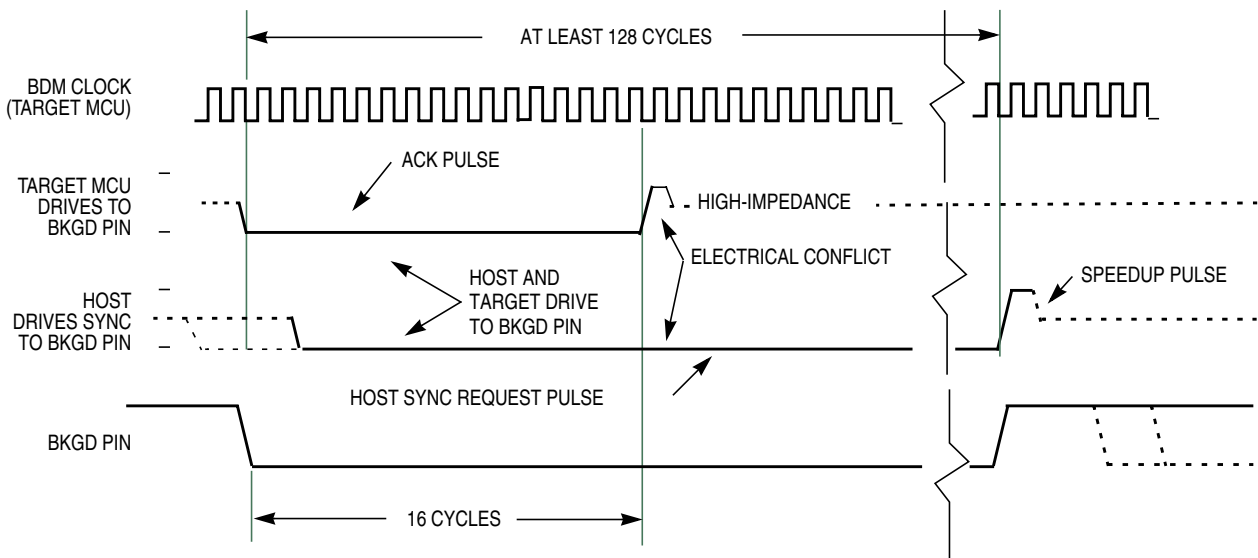 AT LEAST 128 CYCLES
BDM CLOCK
(TARGET MCU)
ACK PULSE
TARGET MCU
DRIVES TO
BKGD PIN
HIGH-IMPEDANCE
ELECTRICAL CONFLICT
HOST AND
TARGET DRIVE
TO BKGD PIN
SPEEDUP PULSE
HOST
DRIVES SYNC
TO BKGD PIN
HOST SYNC REQUEST PULSE
BKGD PIN
16 CYCLES